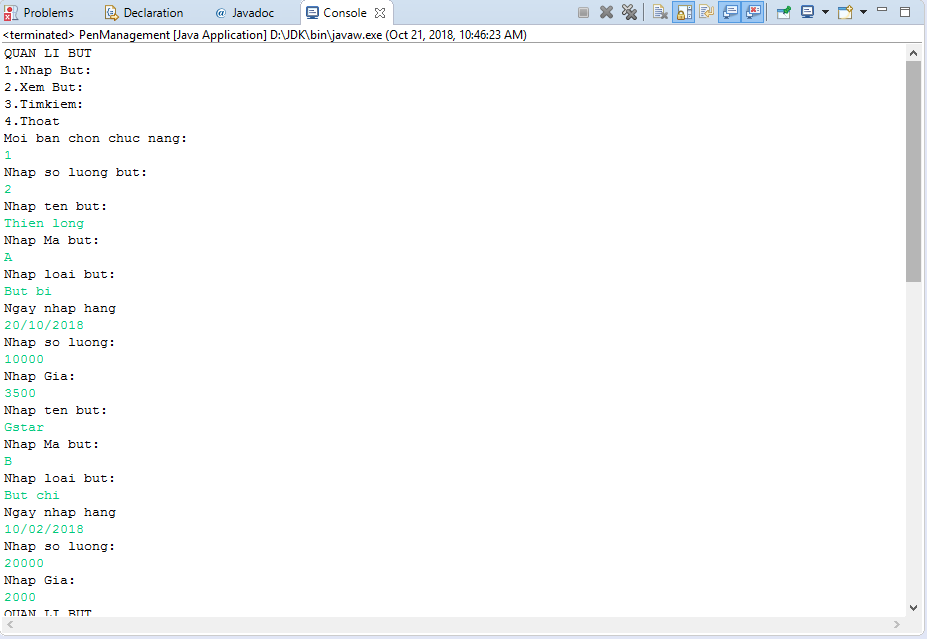 Problems Declaration @ Javadoc Console
<terminated> PenManagement [Java Application] D:\JDK\bin\javaw.exe (Oct 21, 2018, 10:46:23 AM)
QUAN LI BUT
1.Nhap But:
2.Xem But:
3.Timkiem:
4.Thoat
Moi ban chon chuc nang:
1
Nhap so luong but:
2
Nhap ten but:
Thien long
Nhap Ma but:
A
Nhap loai but:
But bi
Ngay nhap hang
20/10/2018
Nhap so luong:
10000
Nhap Gia:
3500
Nhap ten but:
Gstar
Nhap Ma but:
B
Nhap loai but:
But chi
Ngay nhap hang
10/02/2018
Nhap so luong:
20000
Nhap Gia:
2000
QUAN LI BUT